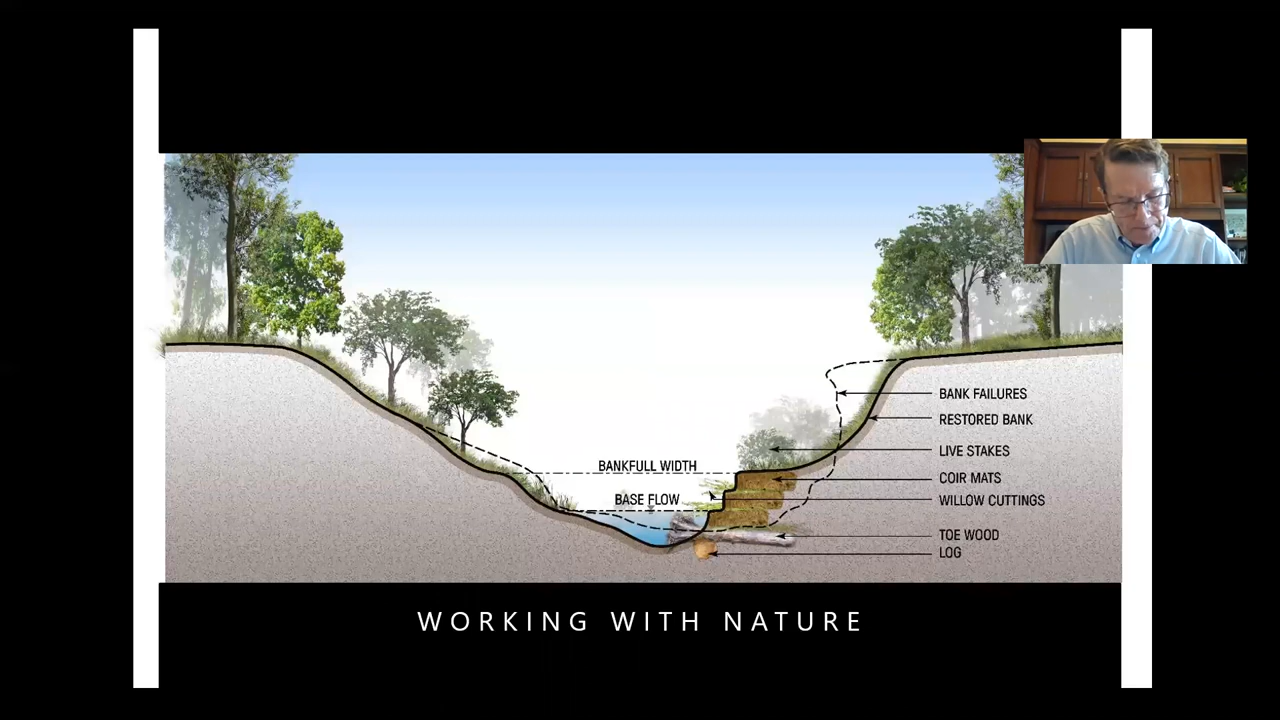 BANK FAILURES
RESTORED BANK
LIVE STAKES
BANKFULL WIDTH
COIR MATS
BASE FLOW
WILLOW CUTTINGS
TOE WOOD
LOG
WORKING WITH NATURE